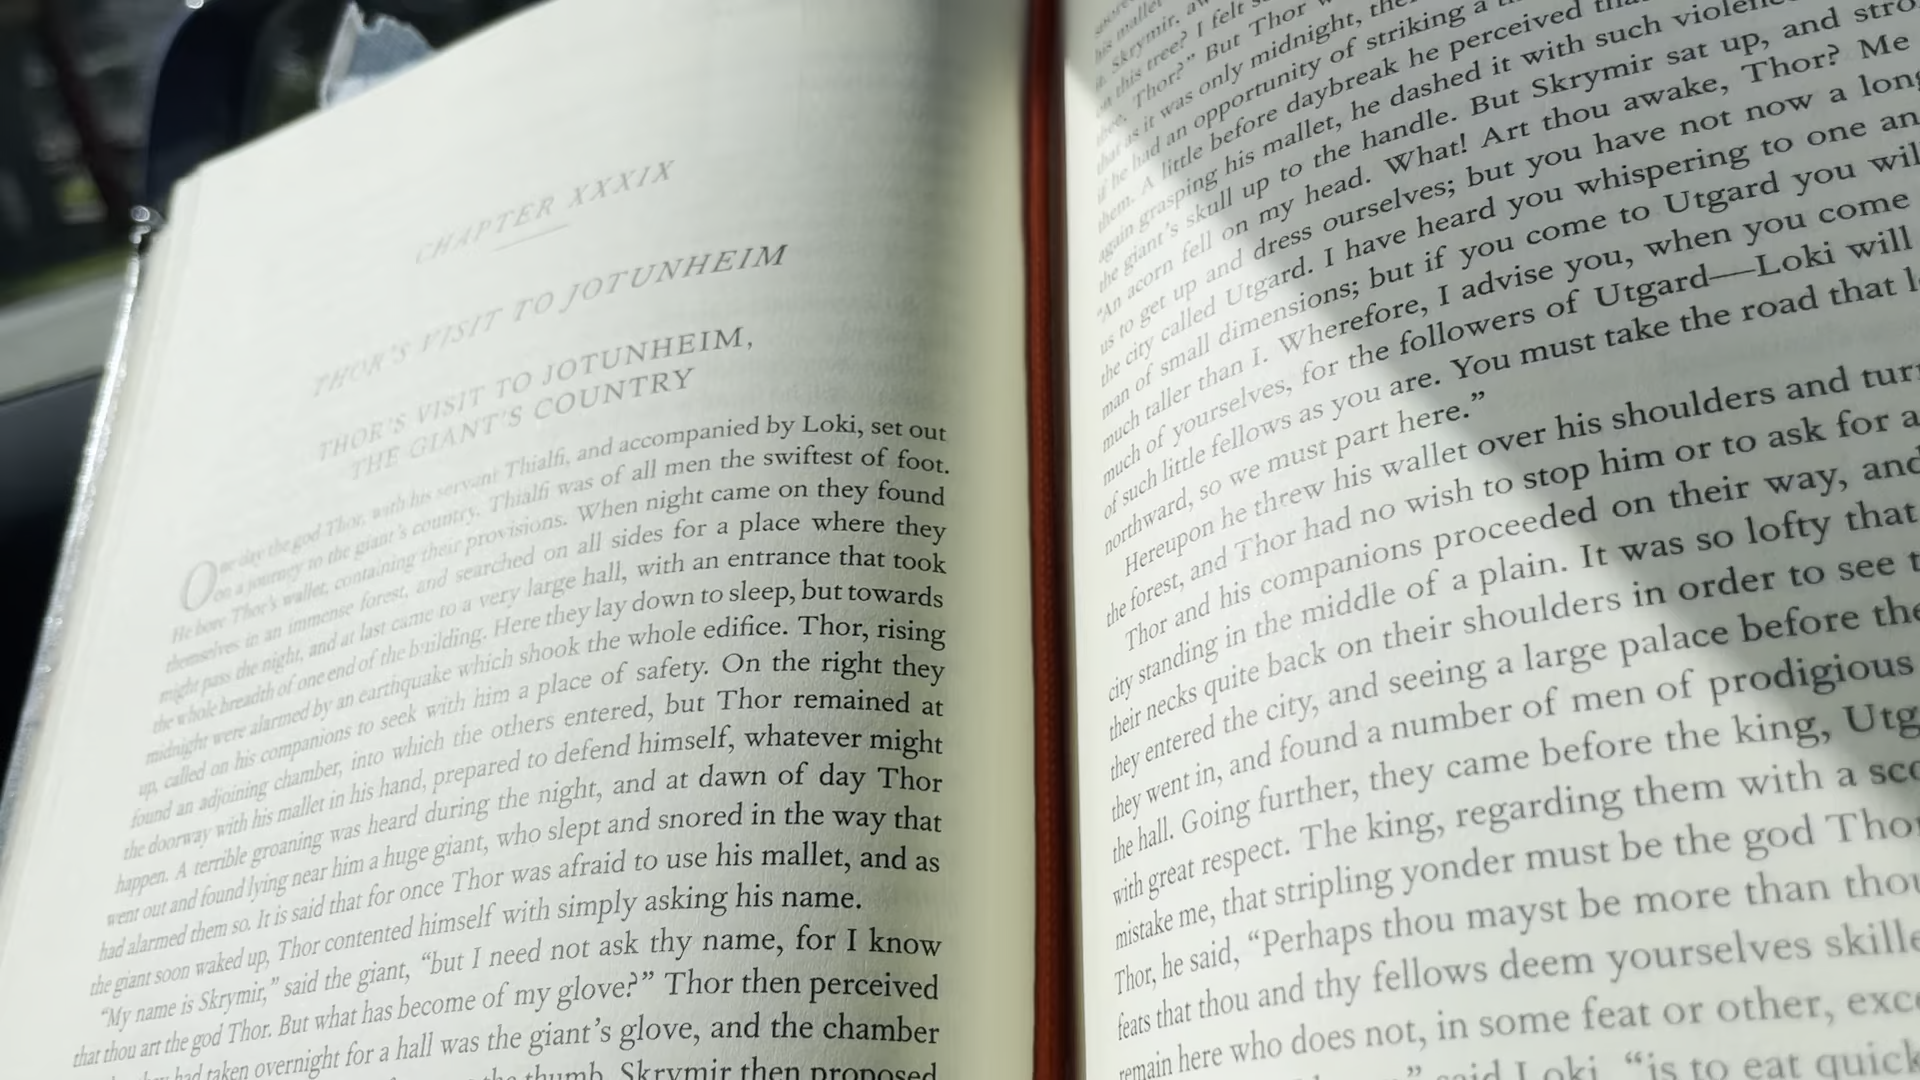 CHAPTER XXXIX
THOR'S VISIT TO JOTUNHEIM
THOR'S VISIT TO JOTUNHEIM,
THE GIANT'S COUNTRY
One day the god Thor, with his servant Thialfi, and accompanied by Loki, set out
on a journey to the giant's country. Thialfi was of all men the swiftest of foot.
He bore Thor's wallet, containing their provisions. When night came on they found
themselves in an immense forest, and searched on all sides for a place where they
might pass the night, and at last came to a very large hall, with an entrance that took
the whole breadth of one end of the building. Here they lay down to sleep, but towards
midnight were alarmed by an earthquake which shook the whole edifice. Thor, rising
up, called on his companions to seek with him a place of safety. On the right they
found an adjoining chamber, into which the others entered, but Thor remained at
the doorway with his mallet in his hand, prepared to defend himself, whatever might
happen. A terrible groaning was heard during the night, and at dawn of day Thor
went out and found lying near him a huge giant, who slept and snored in the way that
had alarmed them so. It is said that for once Thor was afraid to use his mallet, and as
the giant soon waked up, Thor contented himself with simply asking his name.
“My name is Skrymir,” said the giant, “but I need not ask thy name, for I know
that thou art the god Thor. But what has become of my glove?” Thor then perceived
had taken overnight for a hall was the giant's glove, and the chamber
the thumb. Skrymir then proposed
his mallet
Skrymir, aw
this tree? I felt
Thor?” But Thor
as it was only midnight, the
if he had an opportunity of striking a
them. A little before daybreak he perceived
again grasping his mallet, he dashed it with such violen
the giant's skull up to the handle. But Skrymir sat up, and stro
“An acorn fell on my head. What! Art thou awake, Thor? Me
us to get up and dress ourselves; but you have not now a long
the city called Utgard. I have heard you whispering to one an
man of small dimensions; but if you come to Utgard you wil
much taller than I. Wherefore, I advise you, when you come
much of yourselves, for the followers of Utgard—Loki will
of such little fellows as you are. You must take the road that l
northward, so we must part here.”
Hereupon he threw his wallet over his shoulders and tur
the forest, and Thor had no wish to stop him or to ask for a
Thor and his companions proceeded on their way, and
city standing in the middle of a plain. It was so lofty that
their necks quite back on their shoulders in order to see t
they entered the city, and seeing a large palace before the
they went in, and found a number of men of prodigious
the hall. Going further, they came before the king, Utg
with great respect. The king, regarding them with a sco
mistake me, that stripling yonder must be the god Tho
Thor, he said, “Perhaps thou mayst be more than thou
feats that thou and thy fellows deem yourselves skille
remain here who does not, in some feat or other, exc
said Loki, “is to eat quick